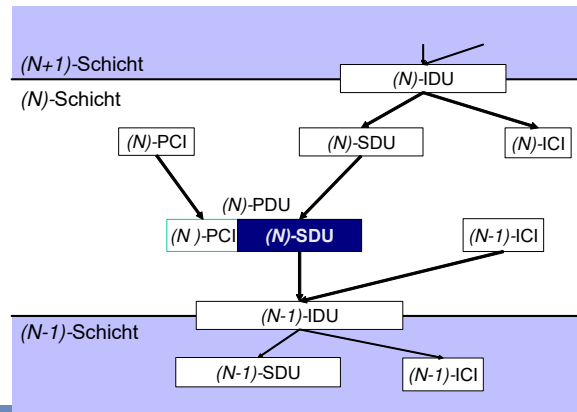 (N+1)-Schicht
(N)-IDU
(N)-Schicht
(N)-PCI
(N)-SDU
(N)-ICI
(N)-PDU
(N )-PCI
(N)-SDU
(N-1)-ICI
(N-1)-IDU
(N-1)-Schicht
(N-1)-SDU
(N-1)-ICI